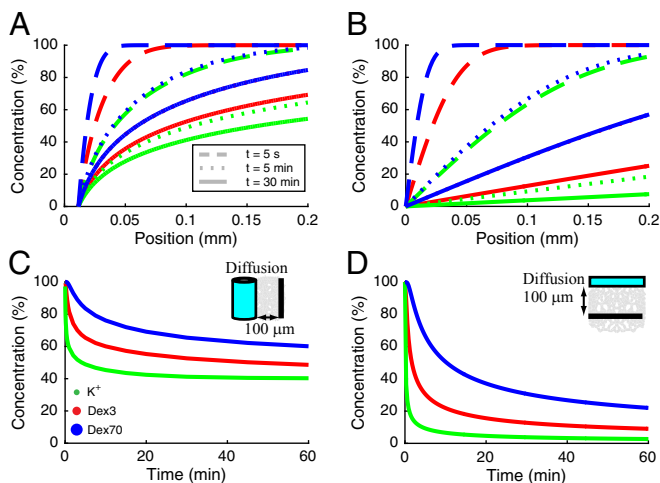 A
Concentration (%)
100
80
60
40
20
0
t = 5 s
t = 5 min
t = 30 min
0 0.05 0.1 0.15 0.2
Position (mm)
B
Concentration (%)
100
80
60
40
20
0
0 0.05 0.1 0.15 0.2
Position (mm)
C
Concentration (%)
100
80
60
40
20
0
Diffusion
100 μm
K+
Dex3
Dex70
0 20 40 60
Time (min)
D
Concentration (%)
100
80
60
40
20
0
Diffusion
100 μm
0 20 40 60
Time (min)